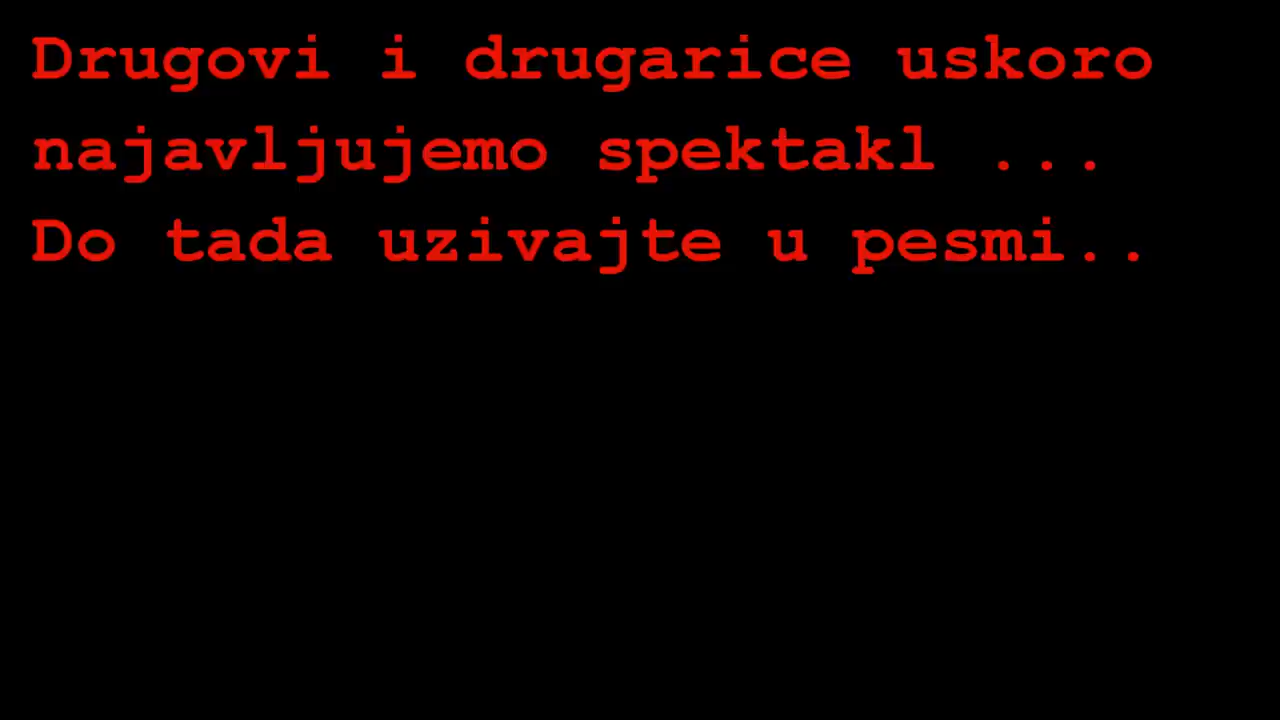 Drugovi i drugarice uskoro
najavljujemo spektakl ...
Do tada uzivajte u pesmi..